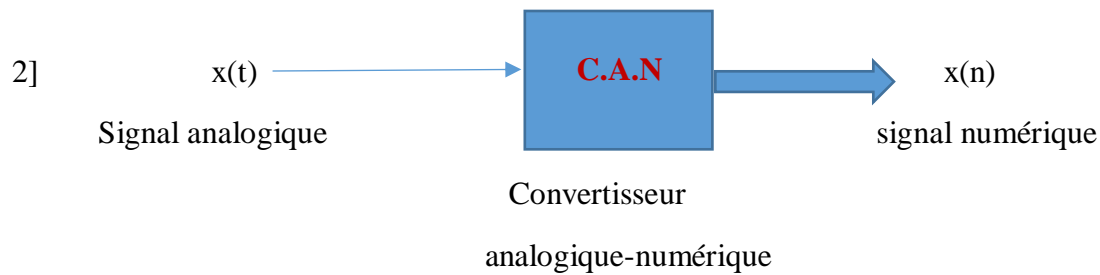 2] x(t) C.A.N x(n)
Signal analogique signal numérique
Convertisseur
analogique-numérique